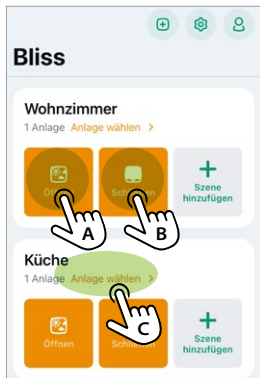 Bliss
Wohnzimmer
1 Anlage Anlage wählen >
Öffnen
Schließen
Szene
hinzufügen
A
B
Küche
1 Anlage Anlage wählen >
C
Öffnen
Schließen
Szene
hinzufügen